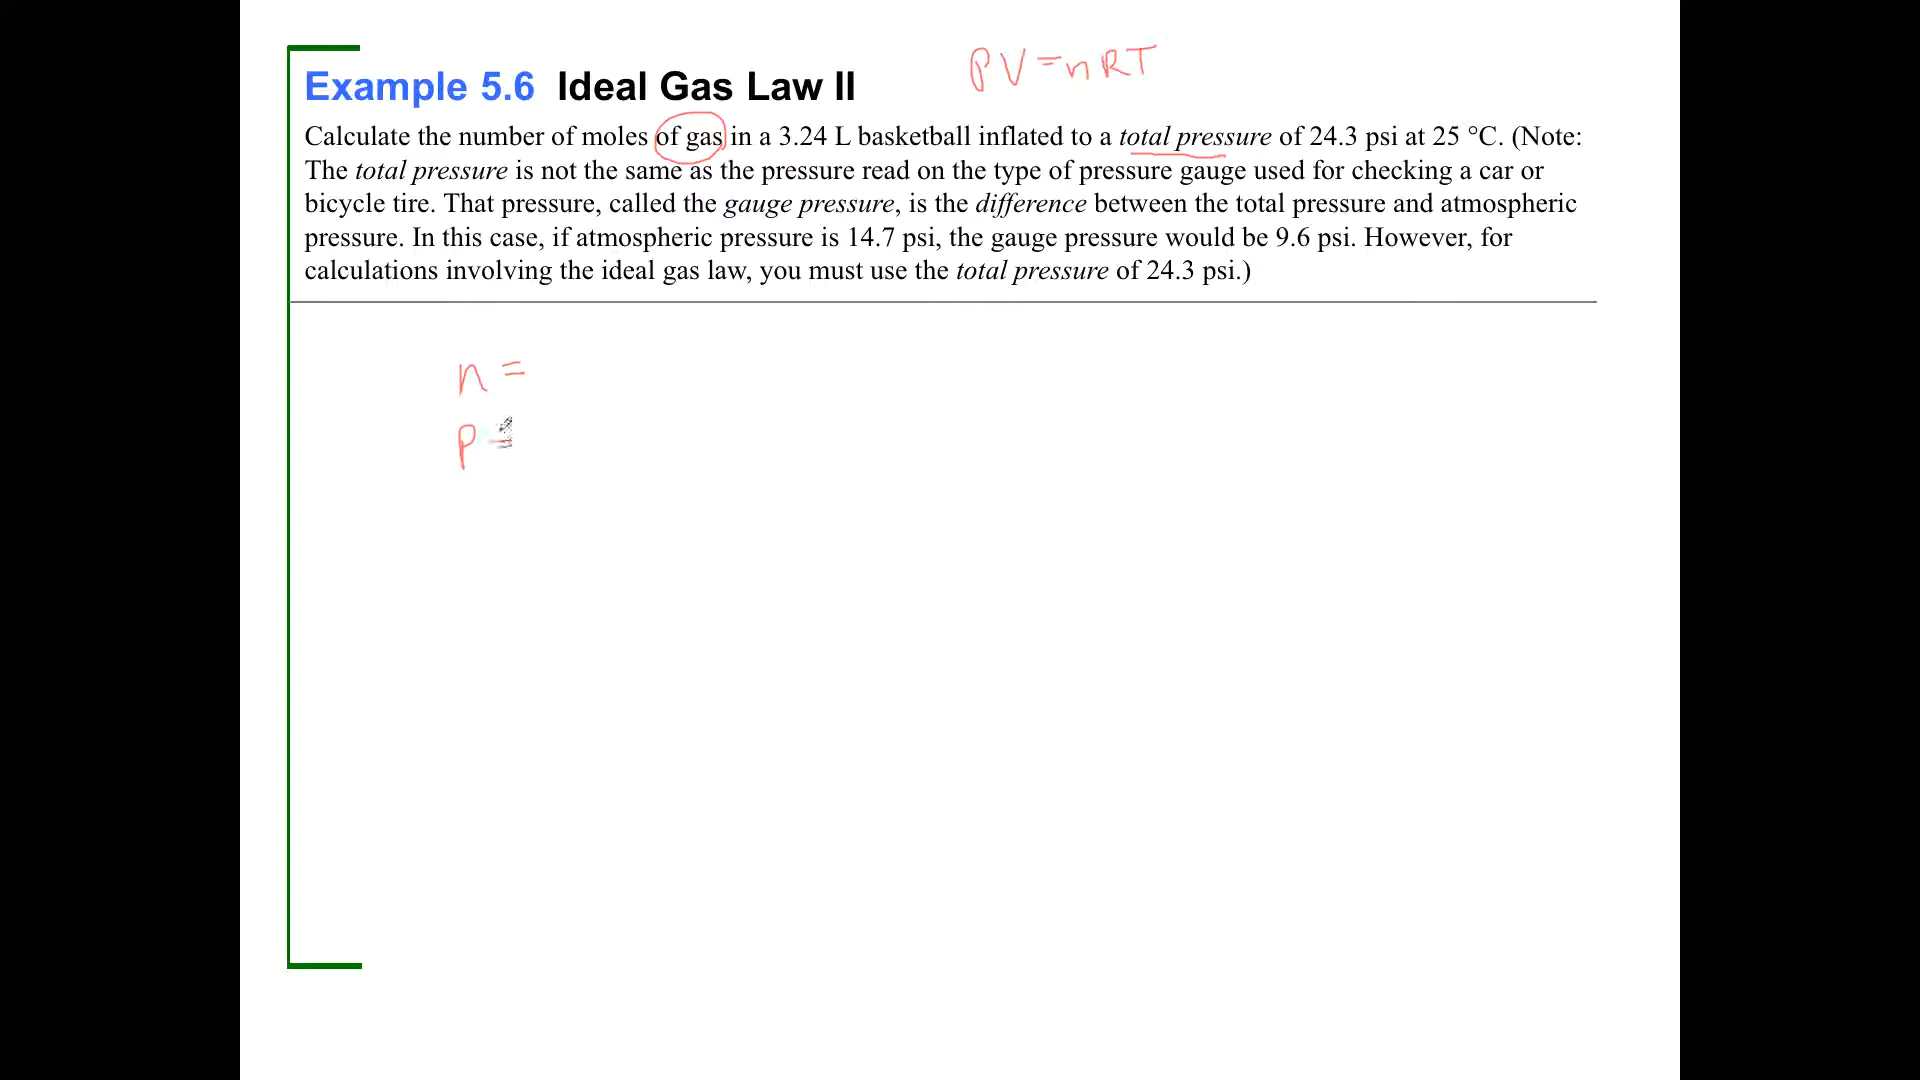 PV=nRT
Example 5.6 Ideal Gas Law II
Calculate the number of moles of gas in a 3.24 L basketball inflated to a total pressure of 24.3 psi at 25 °C. (Note:
The total pressure is not the same as the pressure read on the type of pressure gauge used for checking a car or
bicycle tire. That pressure, called the gauge pressure, is the difference between the total pressure and atmospheric
pressure. In this case, if atmospheric pressure is 14.7 psi, the gauge pressure would be 9.6 psi. However, for
calculations involving the ideal gas law, you must use the total pressure of 24.3 psi.)
n =
P =